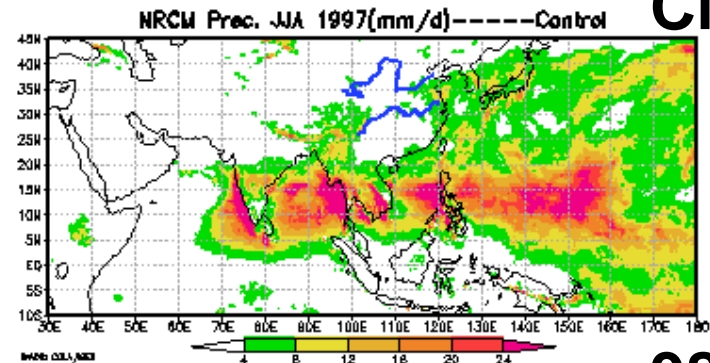 NRCM Prec. JJA 1997(mm/d)-----Control
45N
40N
35N
30N
25N
20N
15N
10N
5N
EQ
5S
10S
30E 40E 50E 60E 70E 80E 90E 100E 110E 120E 130E 140E 150E 160E 170E 180
4 8 12 16 20 24